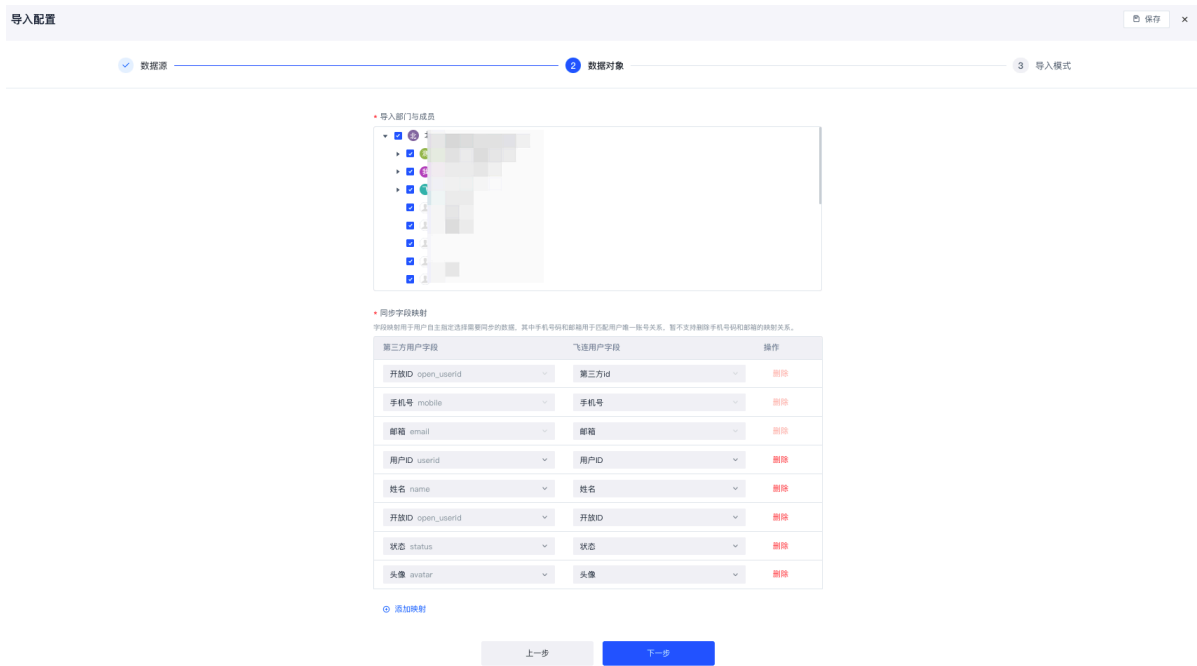 导入配置
保存
数据源
2 数据对象
3 导入模式
* 导入部门与成员
北
* 同步字段映射
字段映射用于用户自主指定选择需要同步的数据，其中手机号码和邮箱用于匹配用户唯一账号关系，暂不支持删除手机号码和邮箱的映射关系。
第三方用户字段 飞连用户字段 操作
开放ID open_userid 第三方id 删除
手机号 mobile 手机号 删除
邮箱 email 邮箱 删除
用户ID userid 用户ID 删除
姓名 name 姓名 删除
开放ID open_userid 开放ID 删除
状态 status 状态 删除
头像 avatar 头像 删除
添加映射
上一步 下一步